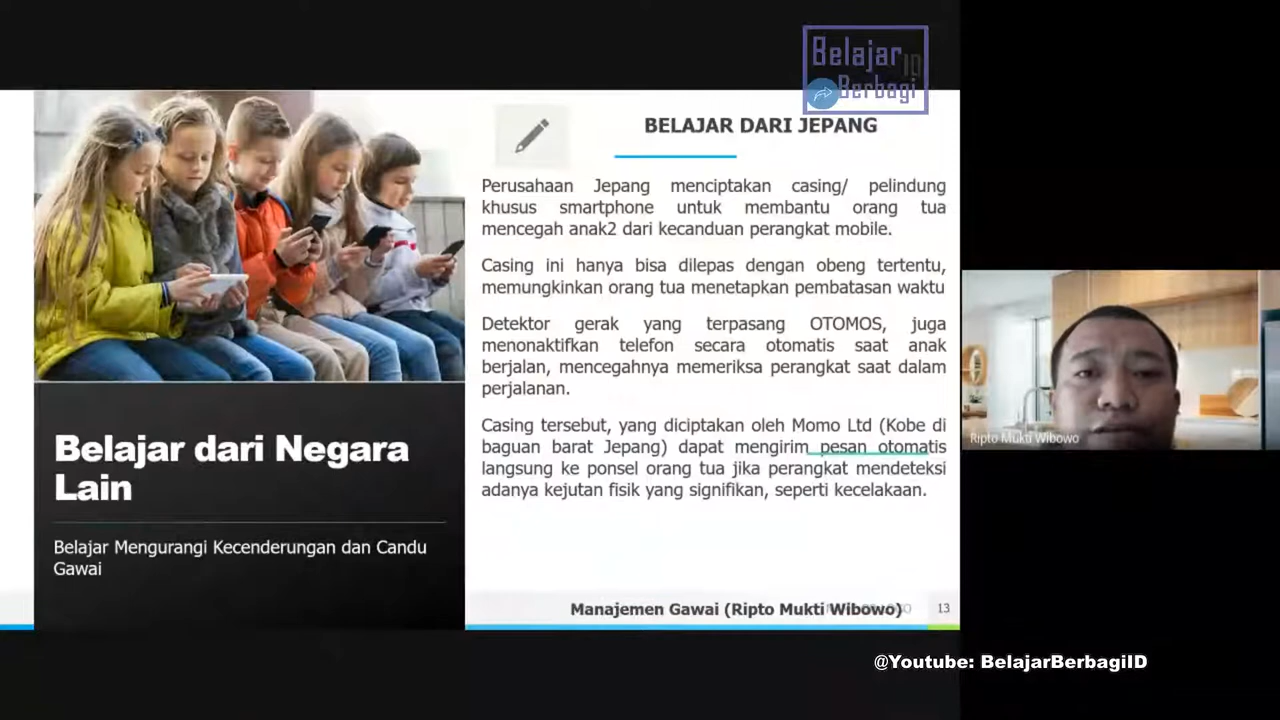 Belajar ID
Berbagi
BELAJAR DARI JEPANG
Perusahaan Jepang menciptakan casing/ pelindung
khusus smartphone untuk membantu orang tua
mencegah anak2 dari kecanduan perangkat mobile.
Casing ini hanya bisa dilepas dengan obeng tertentu,
memungkinkan orang tua menetapkan pembatasan waktu
Detektor gerak yang terpasang OTOMOS, juga
menonaktifkan telefon secara otomatis saat anak
berjalan, mencegahnya memeriksa perangkat saat dalam
perjalanan.
Casing tersebut, yang diciptakan oleh Momo Ltd (Kobe di
baguan barat Jepang) dapat mengirim pesan otomatis
langsung ke ponsel orang tua jika perangkat mendeteksi
adanya kejutan fisik yang signifikan, seperti kecelakaan.
Belajar dari Negara
Lain
Belajar Mengurangi Kecenderungan dan Candu
Gawai
Manajemen Gawai (Ripto Mukti Wibowo)
13
Ripto Mukti Wibowo
@Youtube: BelajarBerbagiID